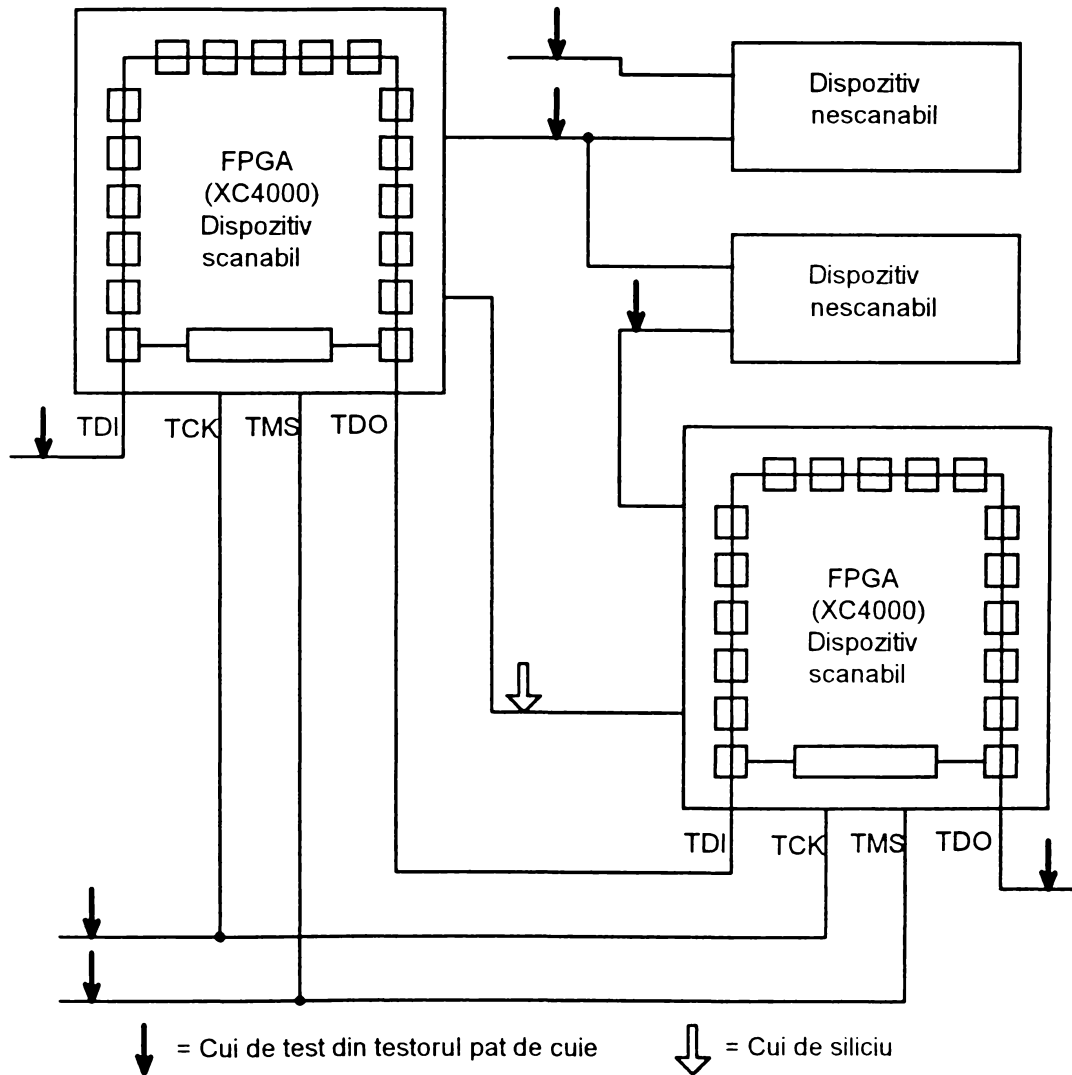 FPGA
(XC4000)
Dispozitiv
scanabil
Dispozitiv
nescanabil
Dispozitiv
nescanabil
TDI TCK TMS TDO
FPGA
(XC4000)
Dispozitiv
scanabil
TDI TCK TMS TDO
= Cui de test din testorul pat de cuie
= Cui de siliciu